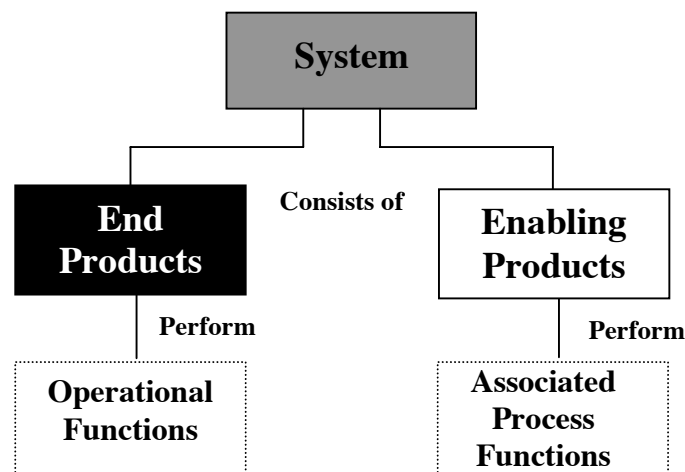 System
Consists of
End
Products
Enabling
Products
Perform
Perform
Operational
Functions
Associated
Process
Functions